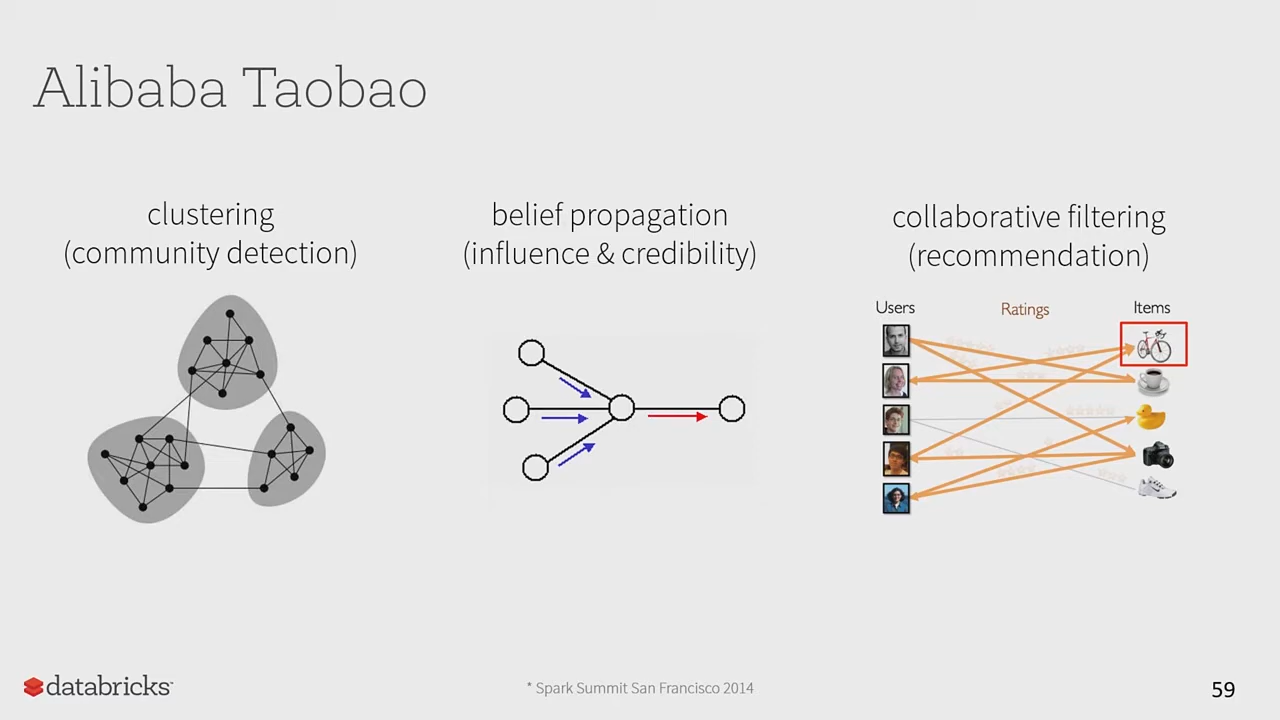 Alibaba Taobao
clustering
(community detection)
belief propagation
(influence & credibility)
collaborative filtering
(recommendation)
Users
Ratings
Items
databricks
* Spark Summit San Francisco 2014
59